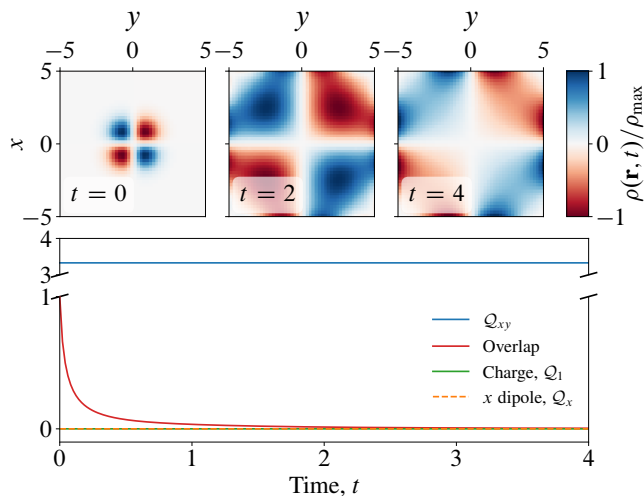 y y y
−5 0 5 −5 0 5 −5 0 5
5
x 0
−5
t = 0 t = 2 t = 4
1
0
−1
ρ(r, t)/ρmax
4
3
1
0
𝒬xy
Overlap
Charge, 𝒬1
x dipole, 𝒬x
0 1 2 3 4
Time, t